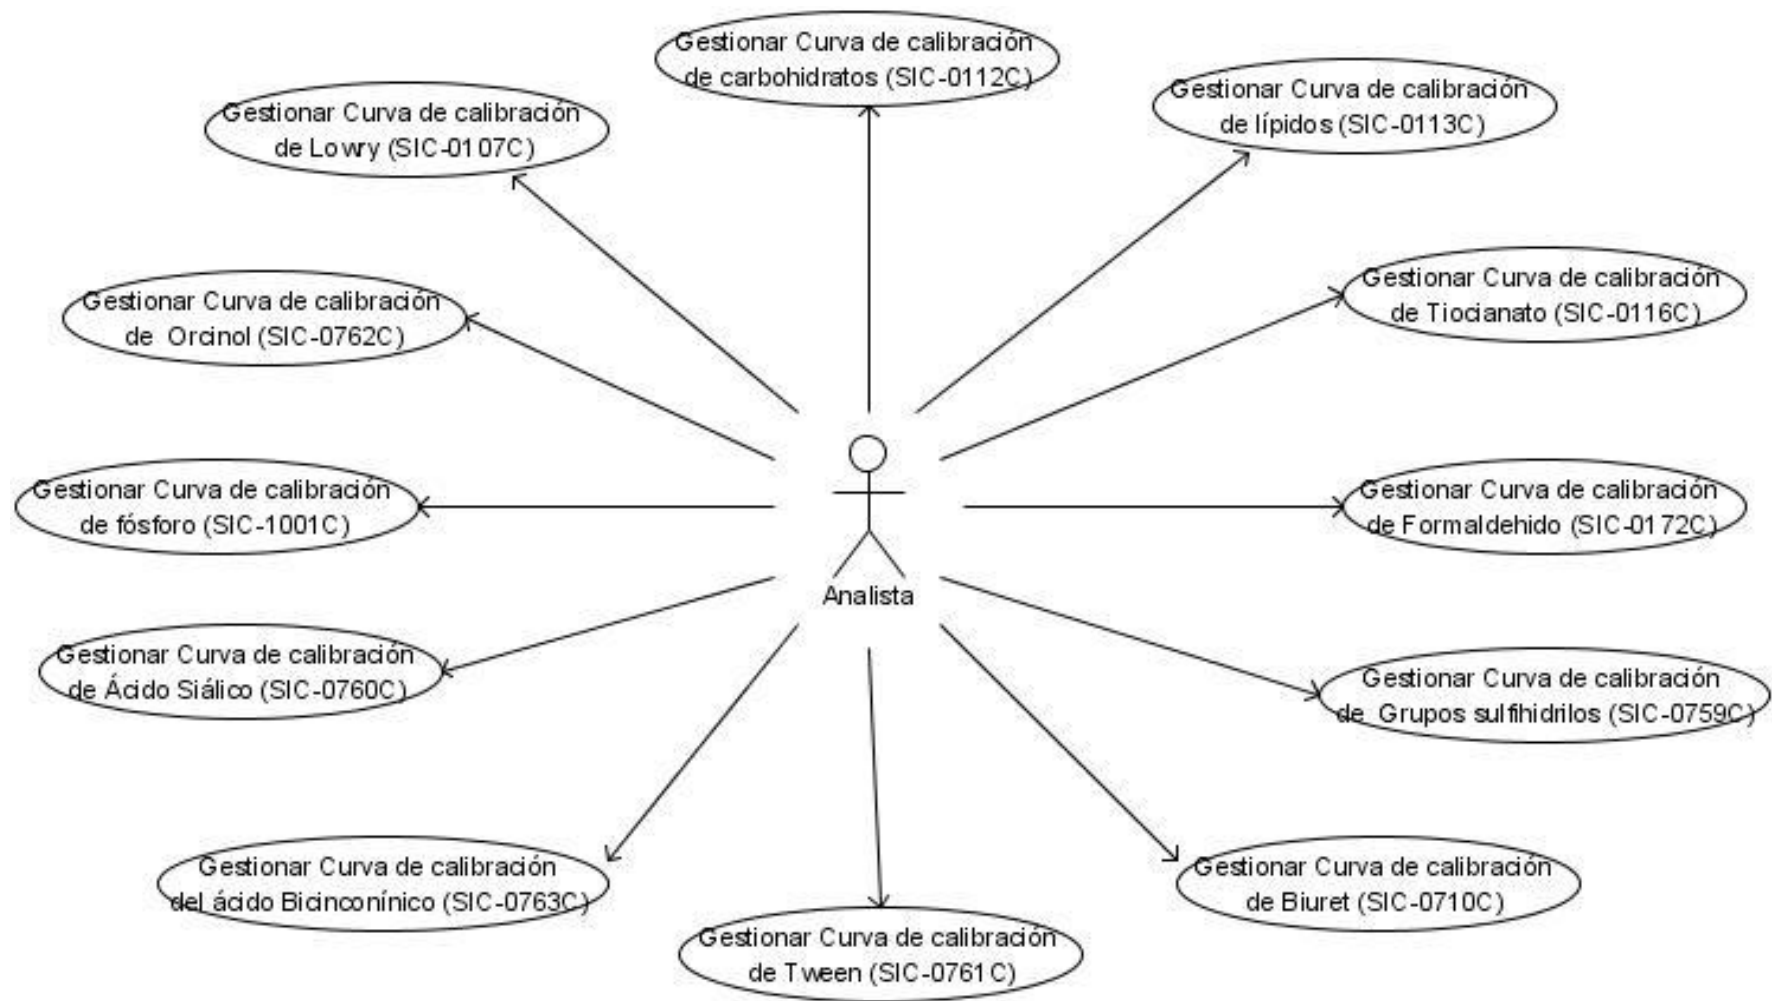 Gestionar Curva de calibración
de carbohidratos (SIC-0112C)
Gestionar Curva de calibración
de lípidos (SIC-0113C)
Gestionar Curva de calibración
de Lowry (SIC-0107C)
Gestionar Curva de calibración
de Tiocianato (SIC-0116C)
Gestionar Curva de calibración
de Orcinol (SIC-0762C)
Gestionar Curva de calibración
de fósforo (SIC-1001C)
Gestionar Curva de calibración
de Formaldehido (SIC-0172C)
Analista
Gestionar Curva de calibración
de Ácido Siálico (SIC-0760C)
Gestionar Curva de calibración
de Grupos sulfihidrilos (SIC-0759C)
Gestionar Curva de calibración
del ácido Bicinconínico (SIC-0763C)
Gestionar Curva de calibración
de Biuret (SIC-0710C)
Gestionar Curva de calibración
de Tween (SIC-0761C)